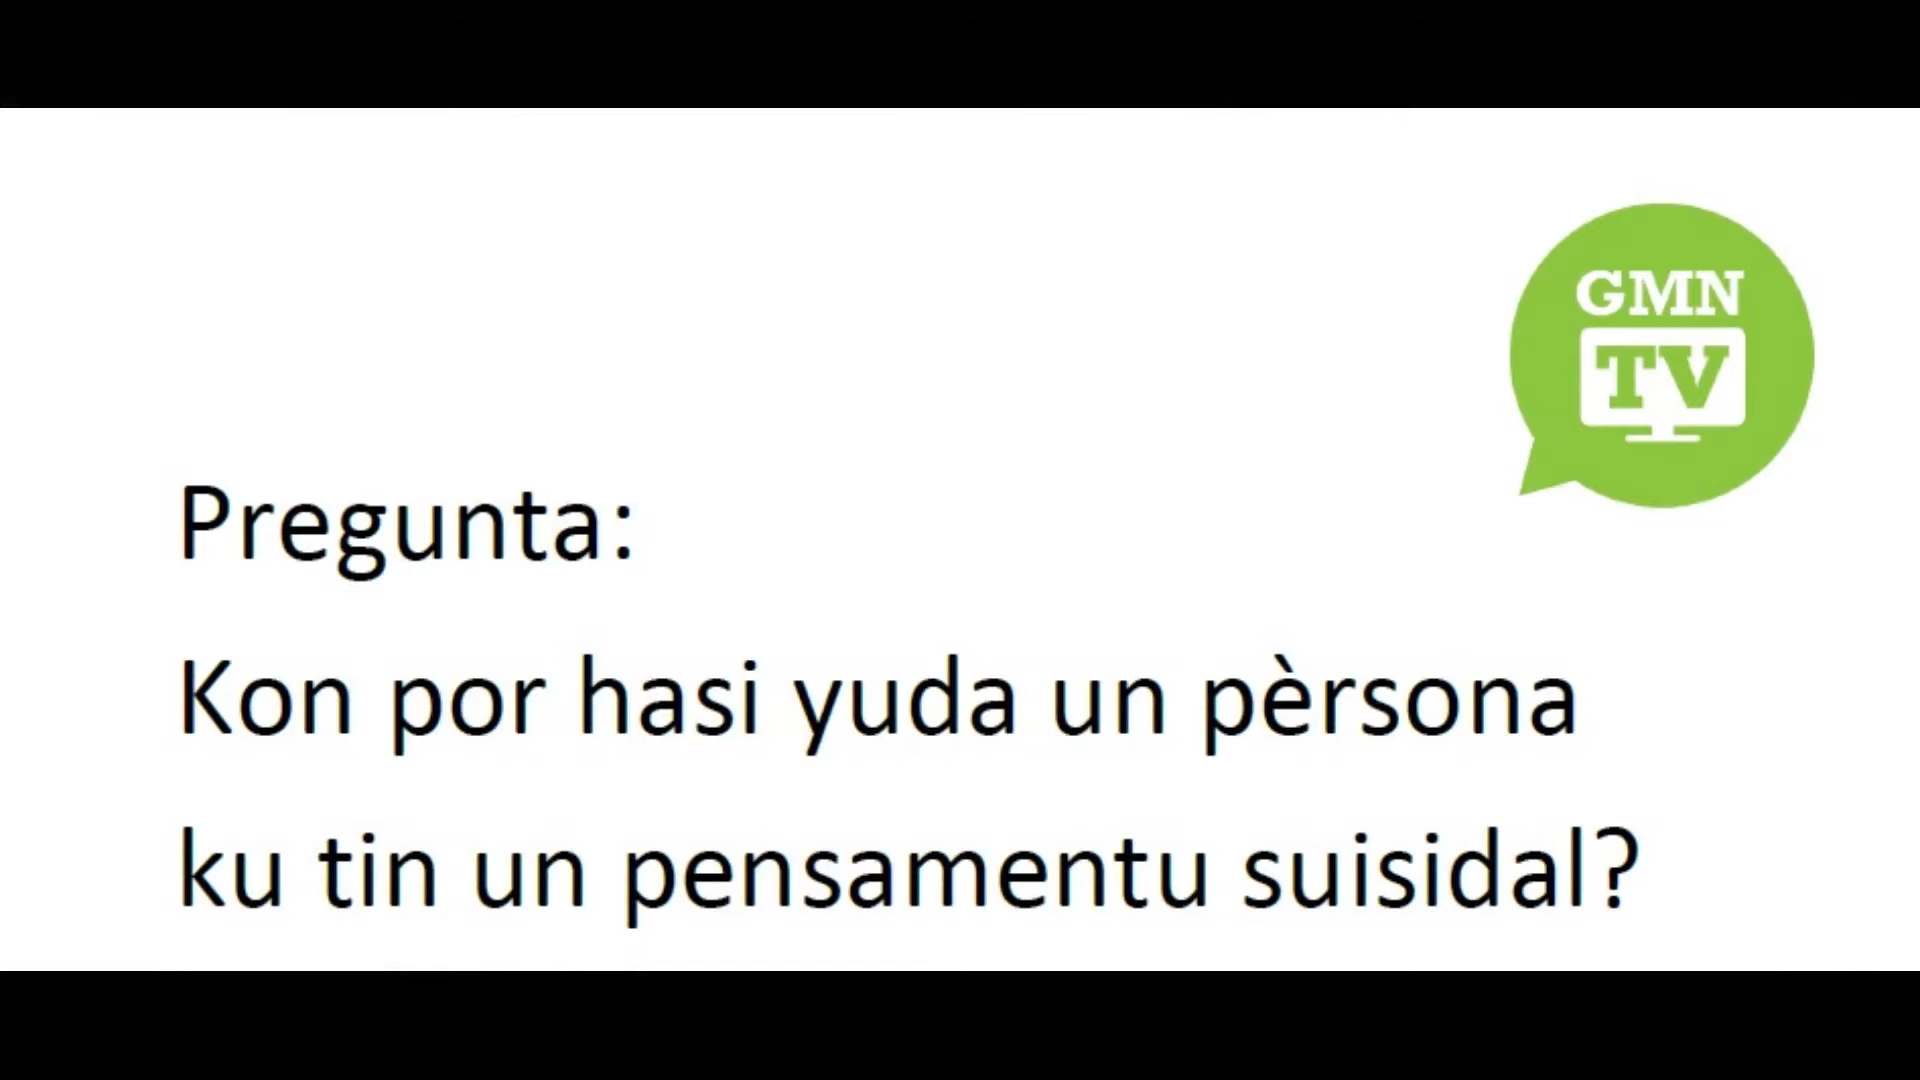 GMN
TV
Pregunta:
Kon por hasi yuda un pèrsona
ku tin un pensamentu suisidal?